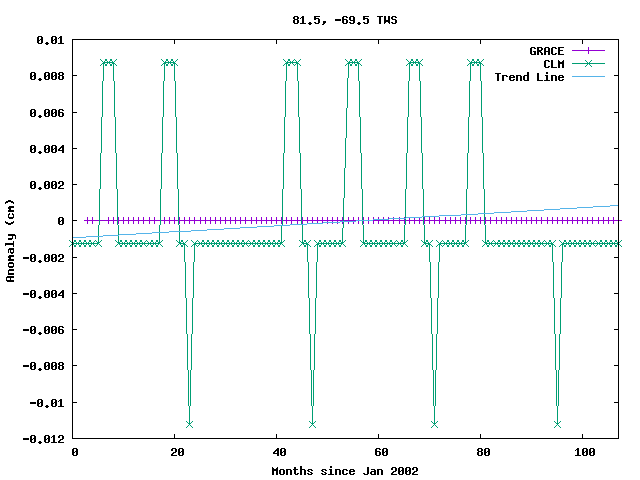 81.5, -69.5 TWS
GRACE
CLM
Trend Line
0.01
0.008
0.006
0.004
0.002
0
-0.002
-0.004
-0.006
-0.008
-0.01
-0.012
Anomaly (cm)
0 20 40 60 80 100
Months since Jan 2002